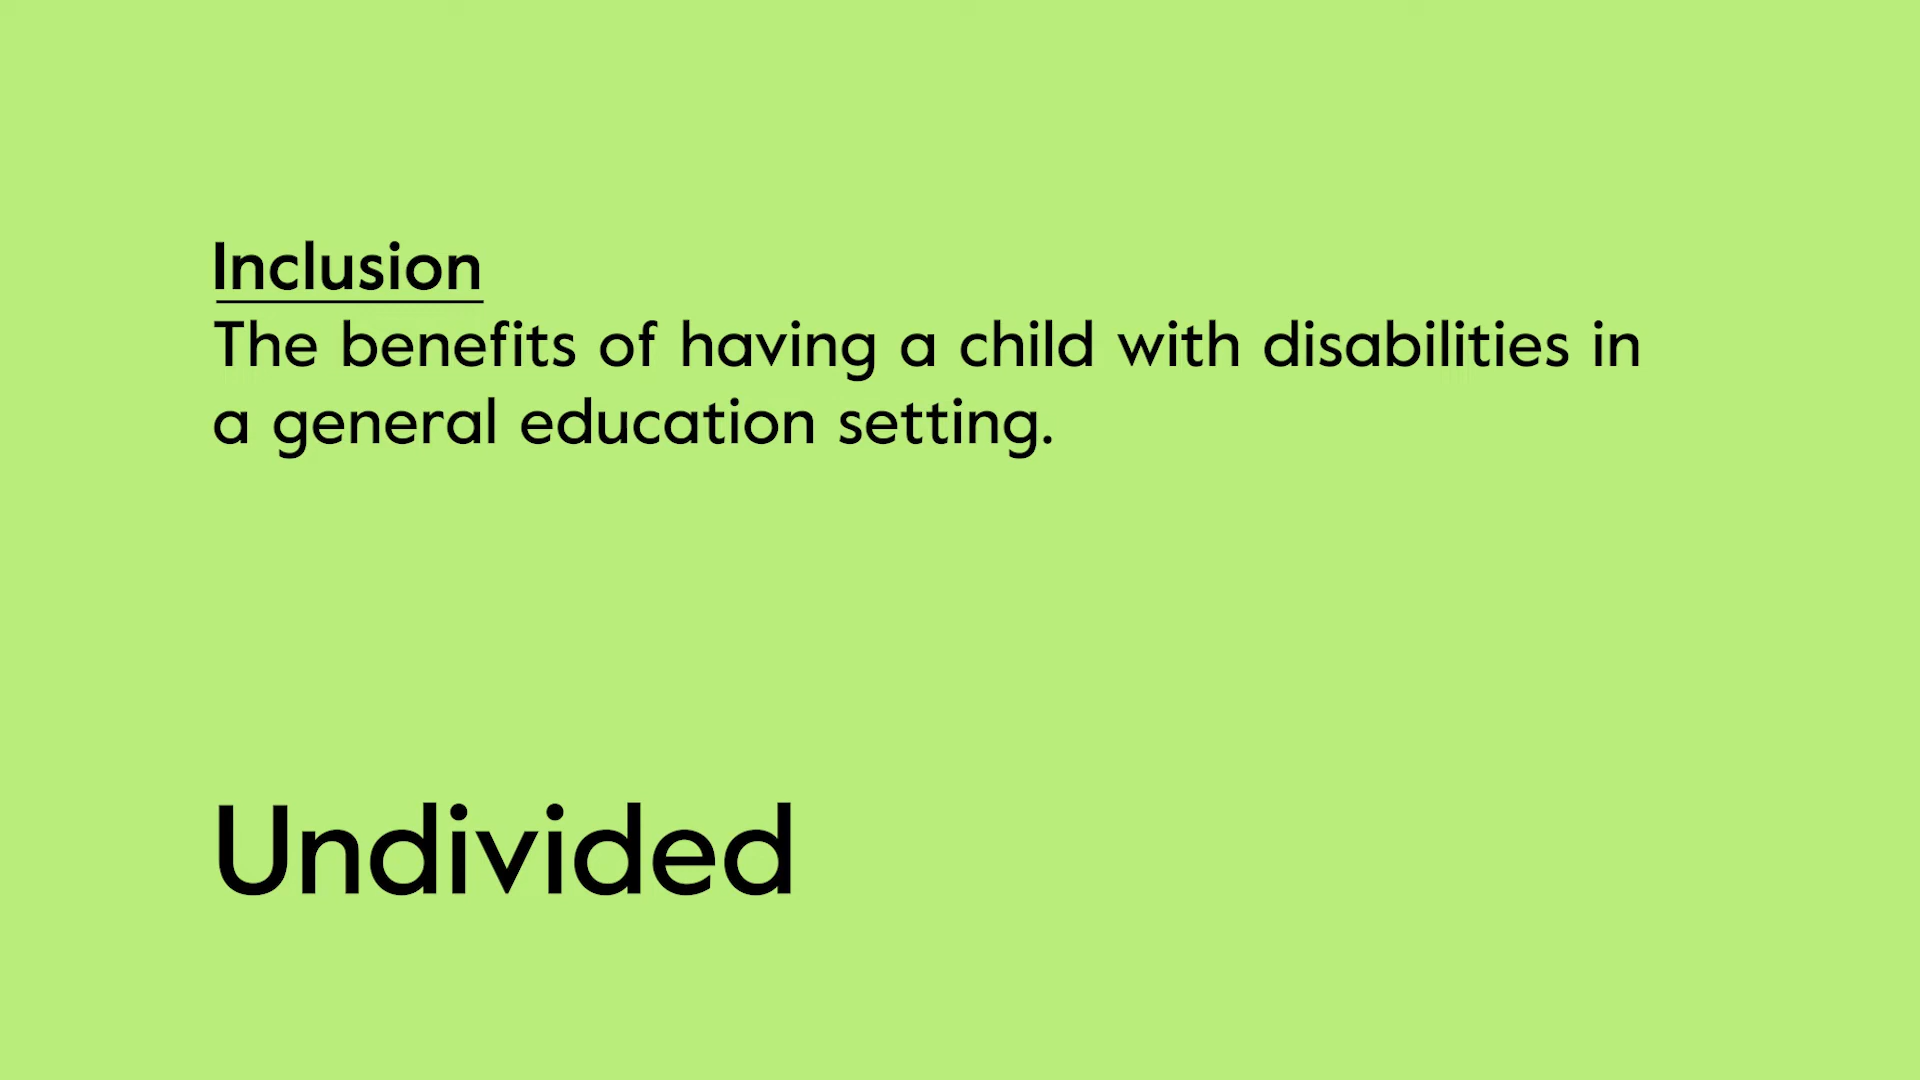 Inclusion
The benefits of having a child with disabilities in
a general education setting.
Undivided